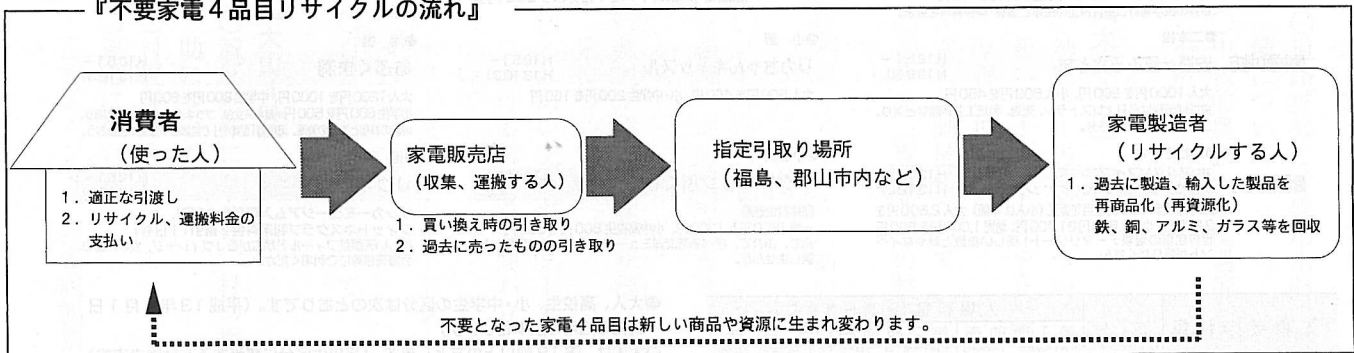 『不要家電4品目リサイクルの流れ』
消費者
（使った人）
1．適正な引渡し
2．リサイクル、運搬料金の
支払い
家電販売店
（収集、運搬する人）
1．買い換え時の引き取り
2．過去に売ったものの引き取り
指定引取り場所
（福島、郡山市内など）
家電製造者
（リサイクルする人）
1．過去に製造、輸入した製品を
再商品化（再資源化）
鉄、銅、アルミ、ガラス等を回収
不要となった家電4品目は新しい商品や資源に生まれ変わります。